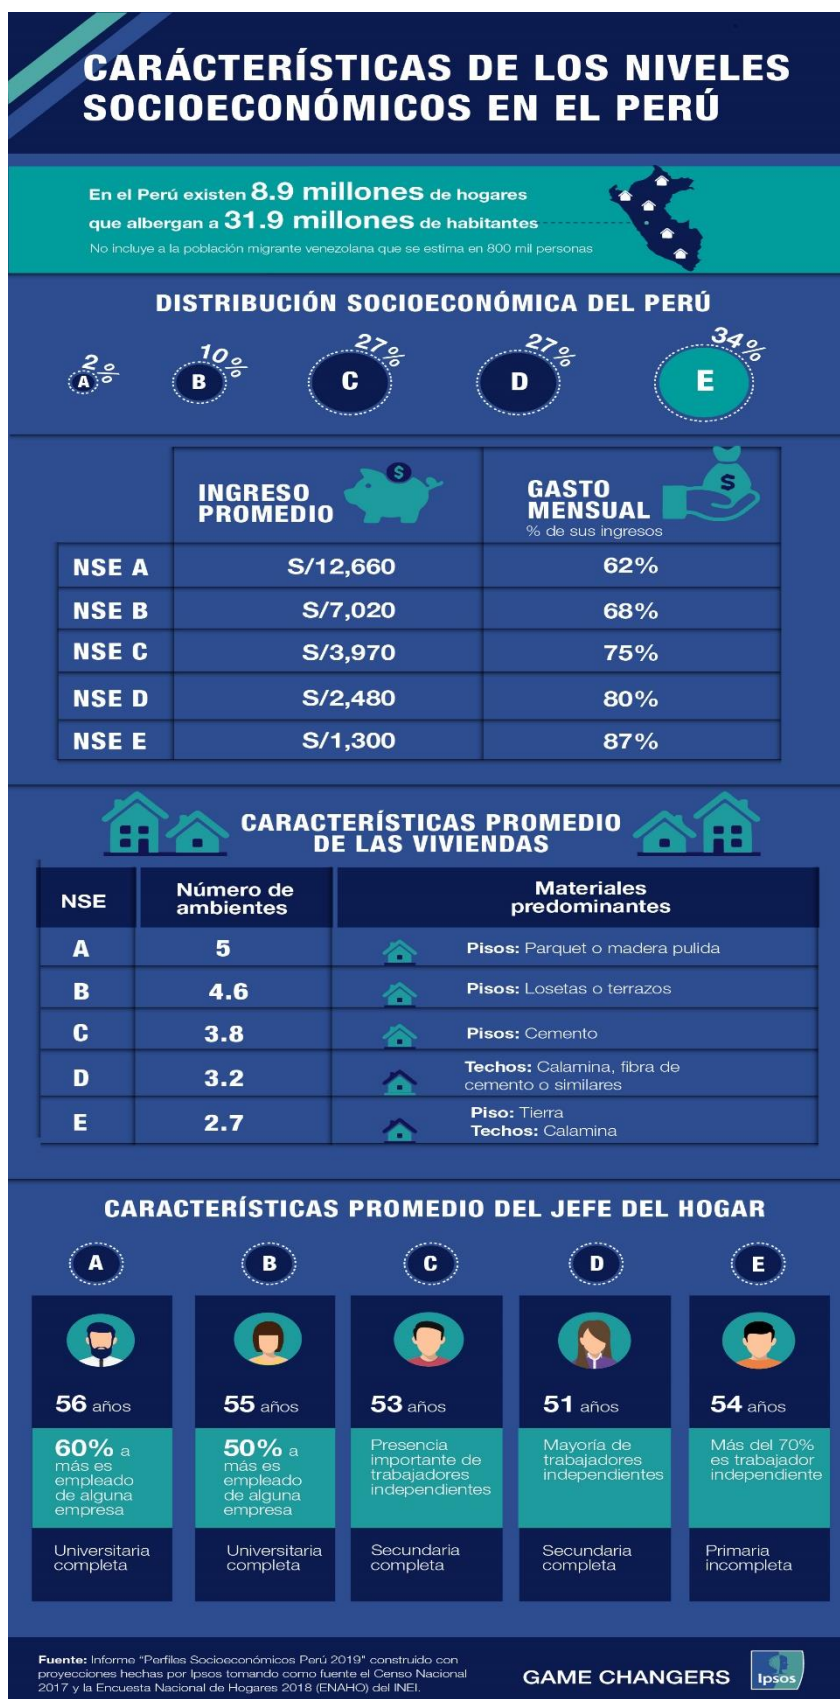 CARÁCTERÍSTICAS DE LOS NIVELES
SOCIOECONÓMICOS EN EL PERÚ
En el Perú existen 8.9 millones de hogares
que albergan a 31.9 millones de habitantes
No incluye a la población migrante venezolana que se estima en 800 mil personas
DISTRIBUCIÓN SOCIOECONÓMICA DEL PERÚ
2% 10% 27% 27% 34%
A B C D E
INGRESO
PROMEDIO
$
GASTO
MENSUAL
% de sus ingresos
$
NSE A S/12,660 62%
NSE B S/7,020 68%
NSE C S/3,970 75%
NSE D S/2,480 80%
NSE E S/1,300 87%
CARACTERÍSTICAS PROMEDIO
DE LAS VIVIENDAS
NSE
Número de
ambientes
Materiales
predominantes
A 5 Pisos: Parquet o madera pulida
B 4.6 Pisos: Losetas o terrazos
C 3.8 Pisos: Cemento
D 3.2 Techos: Calamina, fibra de
cemento o similares
E 2.7 Piso: Tierra
Techos: Calamina
CARACTERÍSTICAS PROMEDIO DEL JEFE DEL HOGAR
A
56 años
60% a
más es
empleado
de alguna
empresa
Universitaria
completa
B
55 años
50% a
más es
empleado
de alguna
empresa
Universitaria
completa
C
53 años
Presencia
importante de
trabajadores
independientes
Secundaria
completa
D
51 años
Mayoría de
trabajadores
independientes
Secundaria
completa
E
54 años
Más del 70%
es trabajador
independiente
Primaria
incompleta
Fuente: Informe "Perfiles Socioeconómicos Perú 2019" construido con
proyecciones hechas por Ipsos tomando como fuente el Censo Nacional
2017 y la Encuesta Nacional de Hogares 2018 (ENAHO) del INEI.
GAME CHANGERS
Ipsos